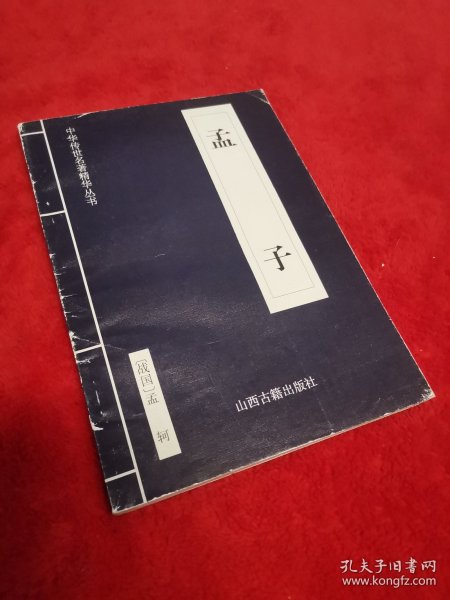 中华传世名著精华丛书
孟子
〔战国〕孟轲
山西古籍出版社
孔夫子旧书网
www.kongfz.com